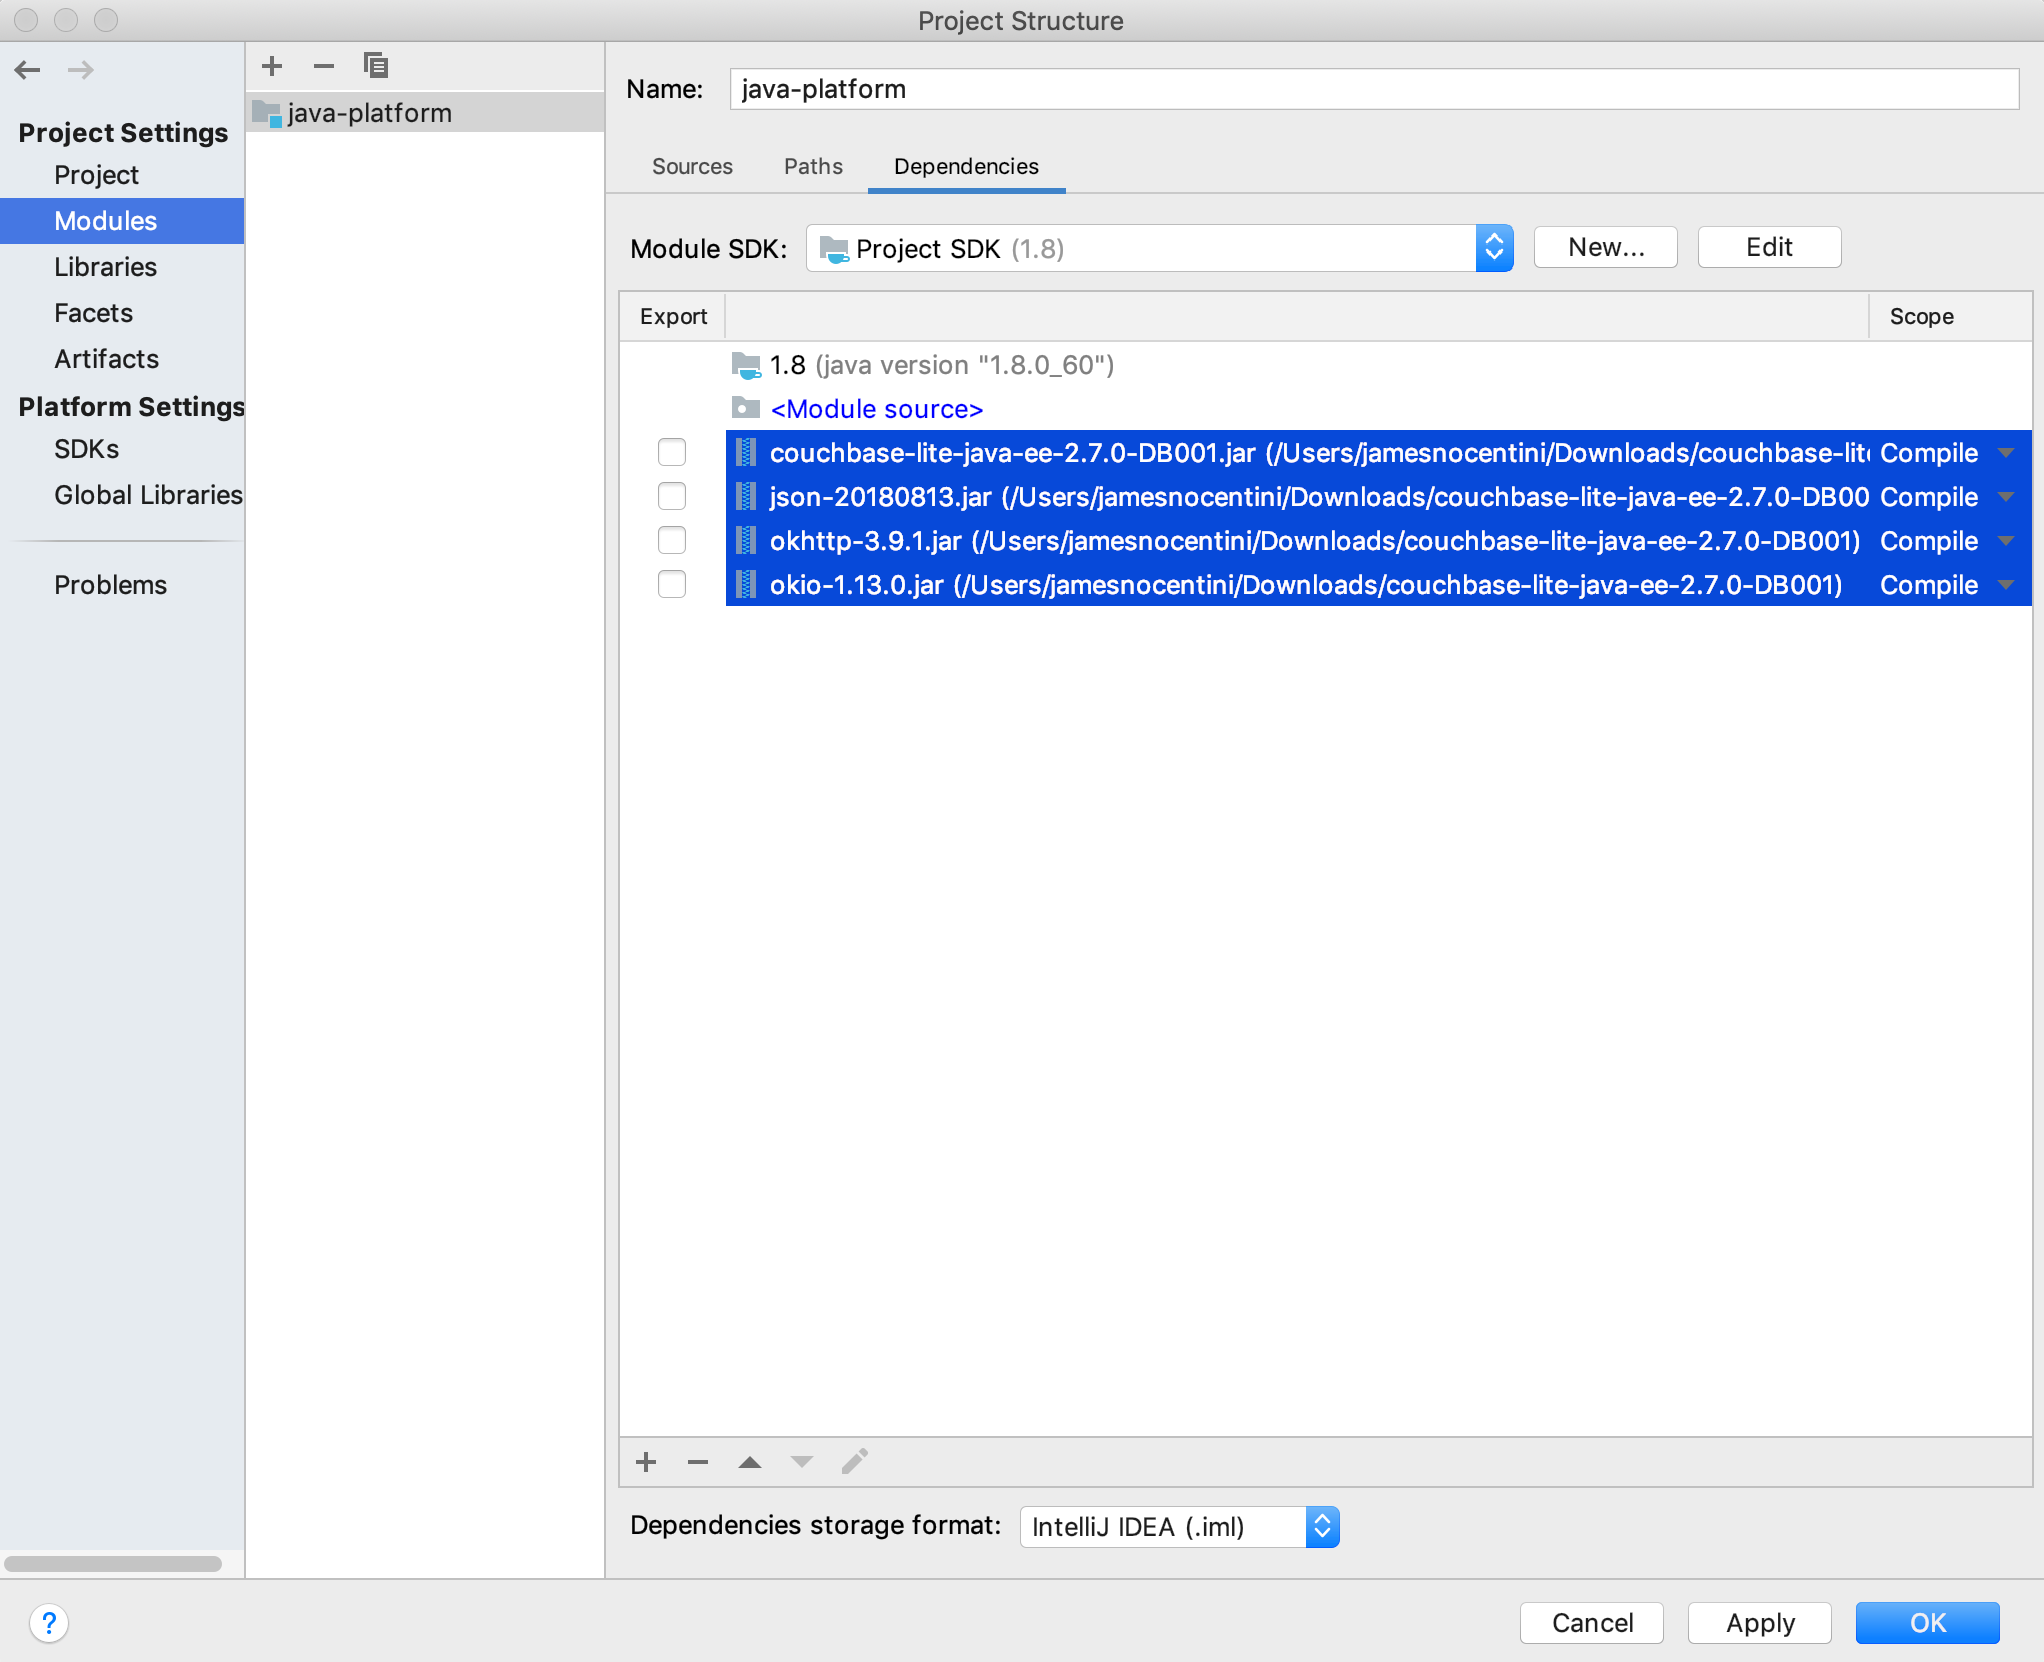 Project Structure
Project Settings
Project
Modules
Libraries
Facets
Artifacts
Platform Settings
SDKs
Global Libraries
Problems
java-platform
Name: java-platform
Sources Paths Dependencies
Module SDK: Project SDK (1.8) New... Edit
Export Scope
1.8 (java version "1.8.0_60")
<Module source>
couchbase-lite-java-ee-2.7.0-DB001.jar (/Users/jamesnocentini/Downloads/couchbase-lite Compile
json-20180813.jar (/Users/jamesnocentini/Downloads/couchbase-lite-java-ee-2.7.0-DB00 Compile
okhttp-3.9.1.jar (/Users/jamesnocentini/Downloads/couchbase-lite-java-ee-2.7.0-DB001) Compile
okio-1.13.0.jar (/Users/jamesnocentini/Downloads/couchbase-lite-java-ee-2.7.0-DB001) Compile
Dependencies storage format: IntelliJ IDEA (.iml)
? Cancel Apply OK